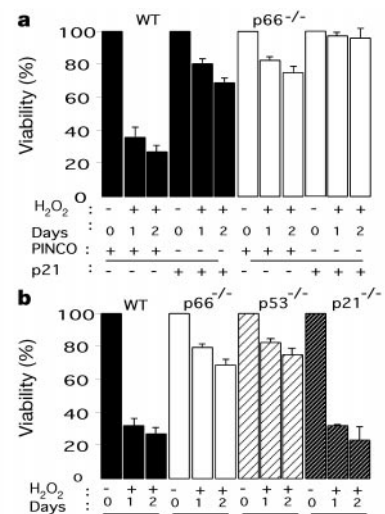 a
WT p66-/-
Viability (%)
100
80
60
40
20
0
H2O2 : - + + - + + - + + - + +
Days : 0 1 2 0 1 2 0 1 2 0 1 2
PINCO : + + + + + +
p21 : + + + + + +
b
WT p66-/- p53-/- p21-/-
Viability (%)
100
80
60
40
20
0
H2O2 : - + + - + + - + + - + +
Days : 0 1 2 0 1 2 0 1 2 0 1 2